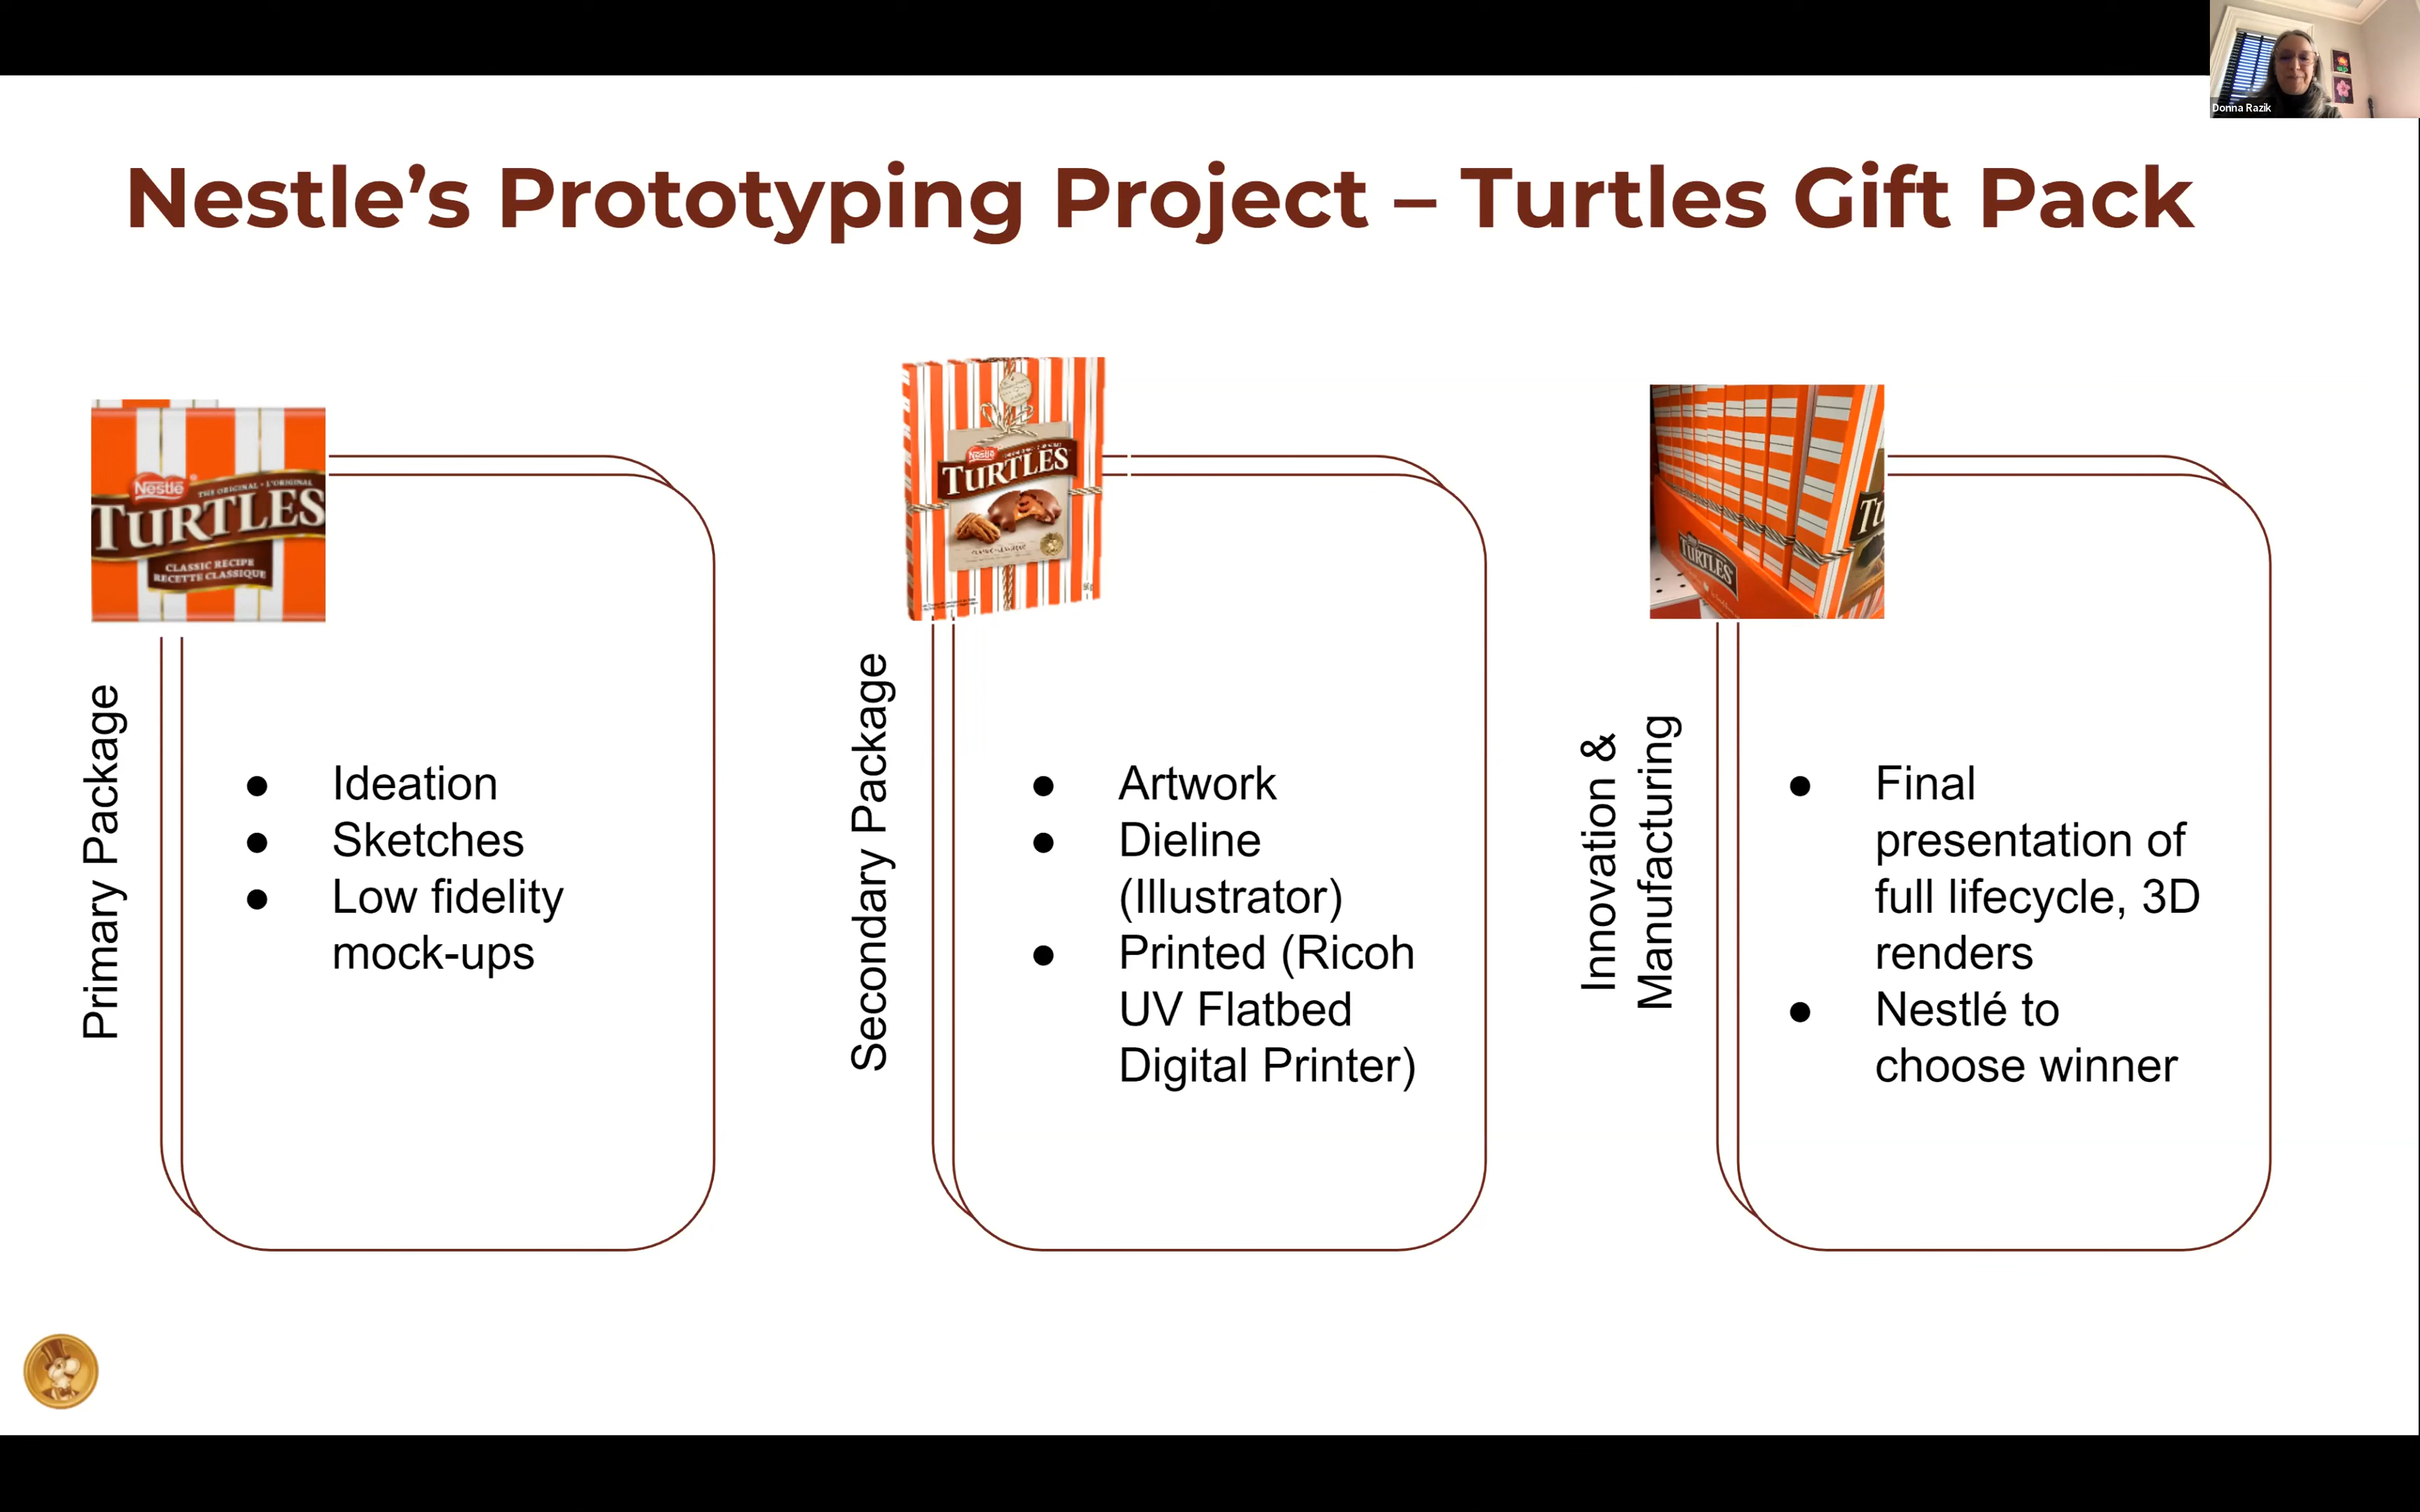 Donna Razik
Nestle’s Prototyping Project – Turtles Gift Pack
Nestlé
THE ORIGINAL • L'ORIGINAL
TURTLES
CLASSIC RECIPE
RECETTE CLASSIQUE
Primary Package
● Ideation
● Sketches
● Low fidelity
mock-ups
Nestlé
TURTLES
Secondary Package
● Artwork
● Dieline
(Illustrator)
● Printed (Ricoh
UV Flatbed
Digital Printer)
TURTLES
Tu
Innovation &
Manufacturing
● Final
presentation of
full lifecycle, 3D
renders
● Nestlé to
choose winner